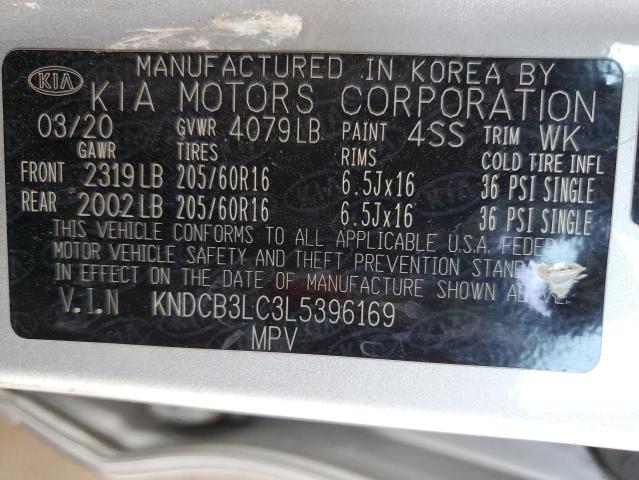 MANUFACTURED IN KOREA BY
KIA KIA MOTORS CORPORATION
03/20 GVWR 4079LB PAINT 4SS TRIM WK
GAWR TIRES RIMS COLD TIRE INFL
FRONT 2319LB 205/60R16 6.5Jx16 36 PSI SINGLE
REAR 2002LB 205/60R16 6.5Jx16 36 PSI SINGLE
THIS VEHICLE CONFORMS TO ALL APPLICABLE U.S.A. FEDER
MOTOR VEHICLE SAFETY AND THEFT PREVENTION STANDA
IN EFFECT ON THE DATE OF MANUFACTURE SHOWN ABOVE.
V.I.N KNDCB3LC3L5396169
MPV